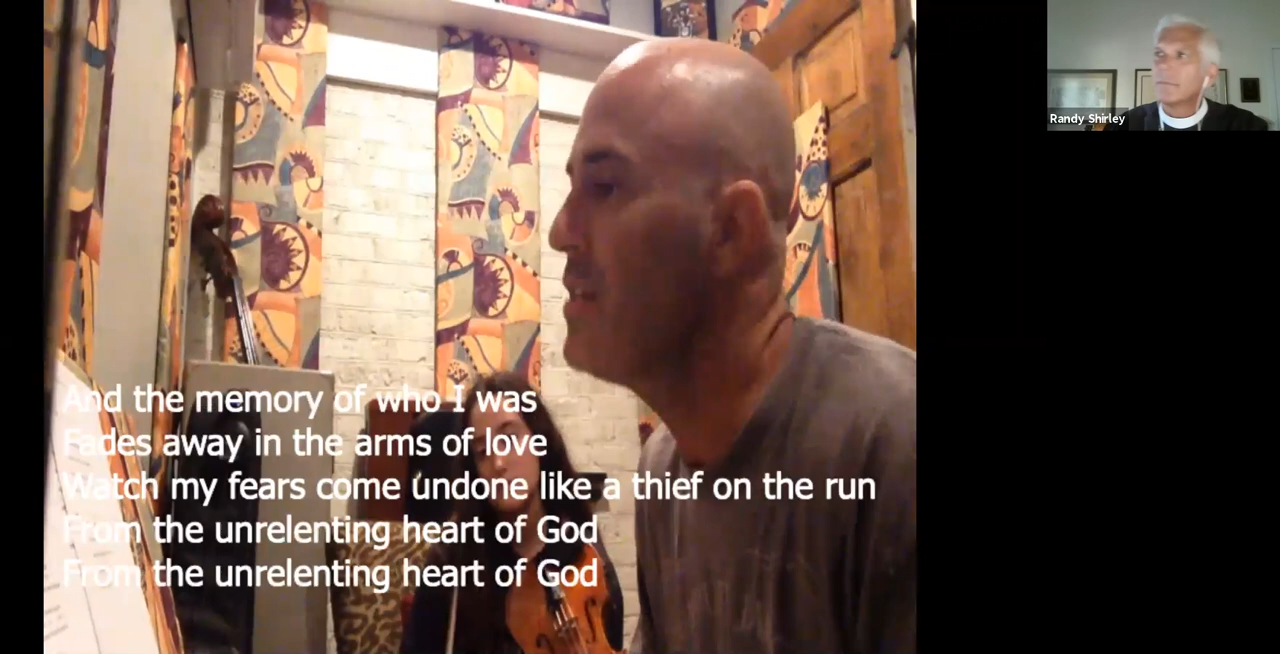 Randy Shirley
And the memory of who I was
Fades away in the arms of love
Watch my fears come undone like a thief on the run
From the unrelenting heart of God
From the unrelenting heart of God